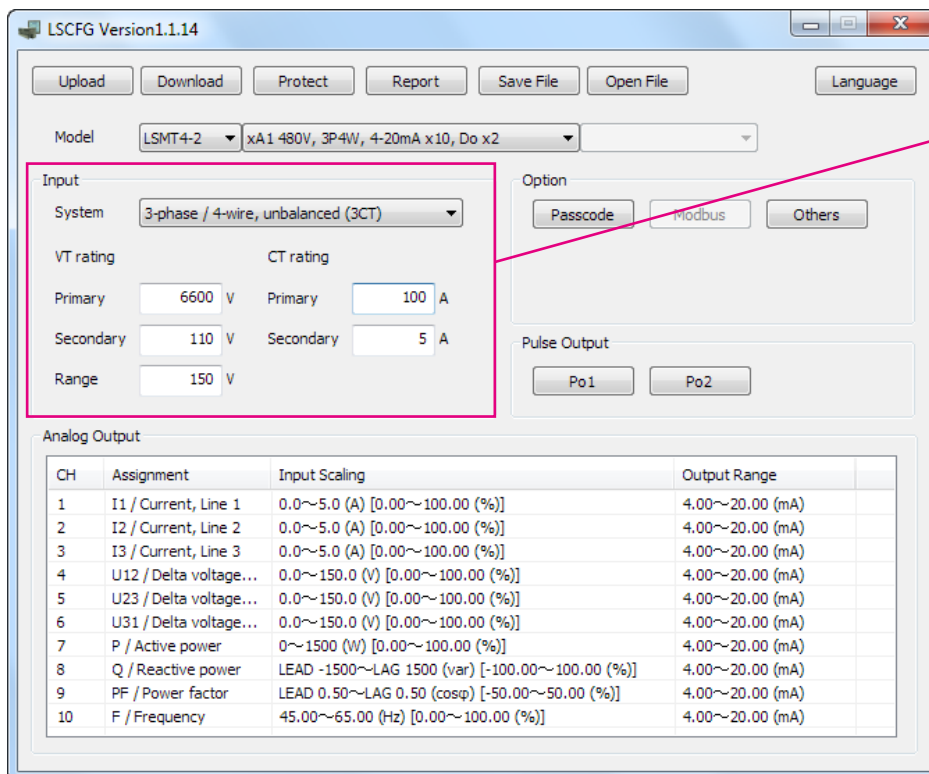 LSCFG Version1.1.14
Upload Download Protect Report Save File Open File Language
Model LSMT4-2 xA1 480V, 3P4W, 4-20mA x10, Do x2
Input
System 3-phase / 4-wire, unbalanced (3CT)
VT rating CT rating
Primary 6600 V Primary 100 A
Secondary 110 V Secondary 5 A
Range 150 V
Option
Passcode Modbus Others
Pulse Output
Po1 Po2
Analog Output
CH Assignment Input Scaling Output Range
1 I1 / Current, Line 1 0.0～5.0 (A) [0.00～100.00 (%)] 4.00～20.00 (mA)
2 I2 / Current, Line 2 0.0～5.0 (A) [0.00～100.00 (%)] 4.00～20.00 (mA)
3 I3 / Current, Line 3 0.0～5.0 (A) [0.00～100.00 (%)] 4.00～20.00 (mA)
4 U12 / Delta voltage... 0.0～150.0 (V) [0.00～100.00 (%)] 4.00～20.00 (mA)
5 U23 / Delta voltage... 0.0～150.0 (V) [0.00～100.00 (%)] 4.00～20.00 (mA)
6 U31 / Delta voltage... 0.0～150.0 (V) [0.00～100.00 (%)] 4.00～20.00 (mA)
7 P / Active power 0～1500 (W) [0.00～100.00 (%)] 4.00～20.00 (mA)
8 Q / Reactive power LEAD -1500～LAG 1500 (var) [-100.00～100.00 (%)] 4.00～20.00 (mA)
9 PF / Power factor LEAD 0.50～LAG 0.50 (cosφ) [-50.00～50.00 (%)] 4.00～20.00 (mA)
10 F / Frequency 45.00～65.00 (Hz) [0.00～100.00 (%)] 4.00～20.00 (mA)